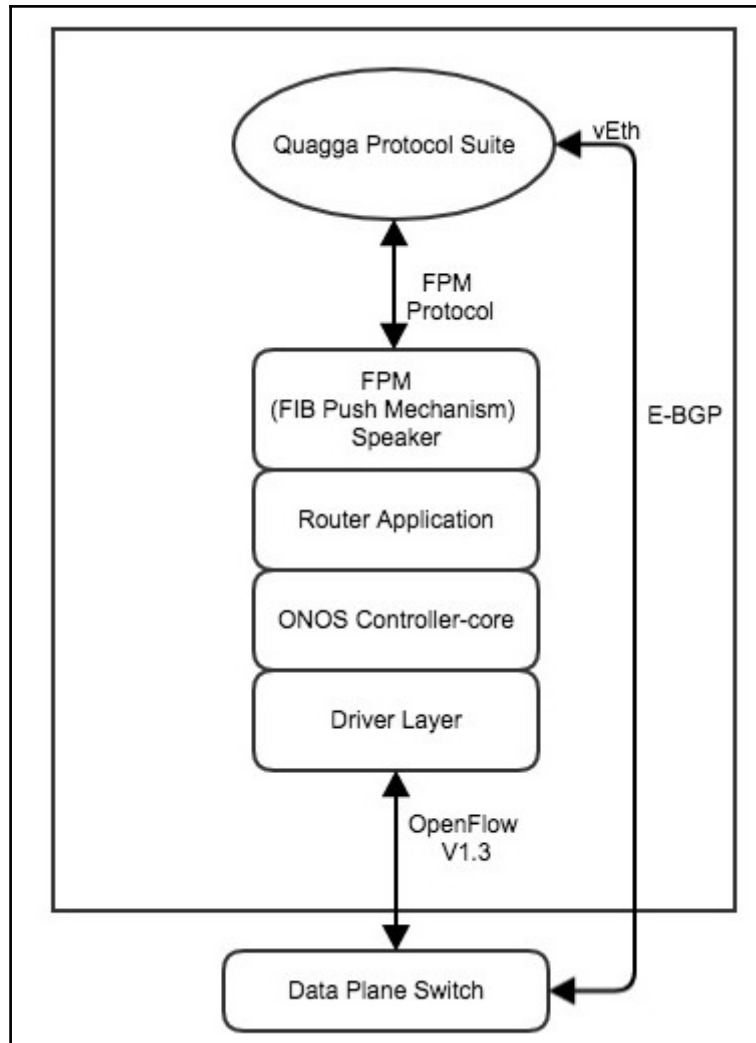 Quagga Protocol Suite
vEth
FPM
Protocol
FPM
(FIB Push Mechanism)
Speaker
E-BGP
Router Application
ONOS Controller-core
Driver Layer
OpenFlow
V1.3
Data Plane Switch